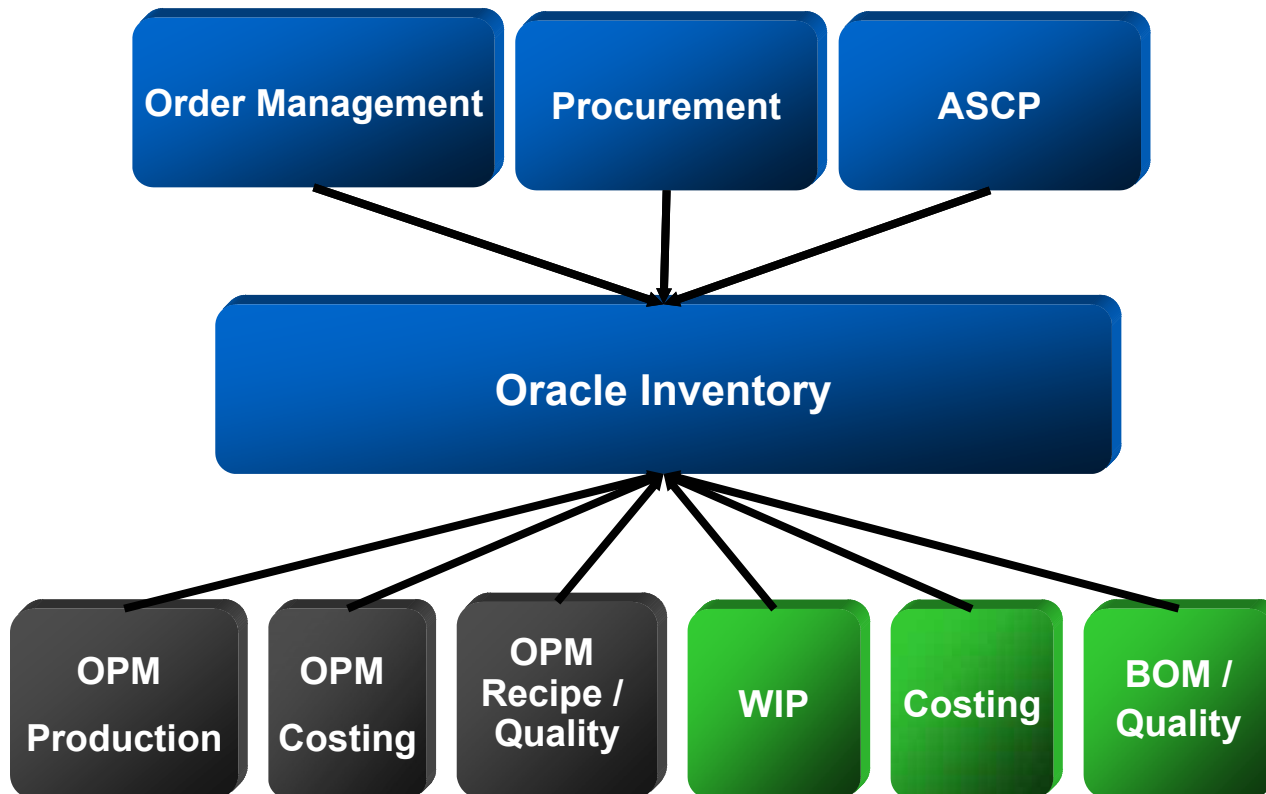 Order Management
Procurement
ASCP
Oracle Inventory
OPM
Production
OPM
Costing
OPM
Recipe /
Quality
WIP
Costing
BOM /
Quality